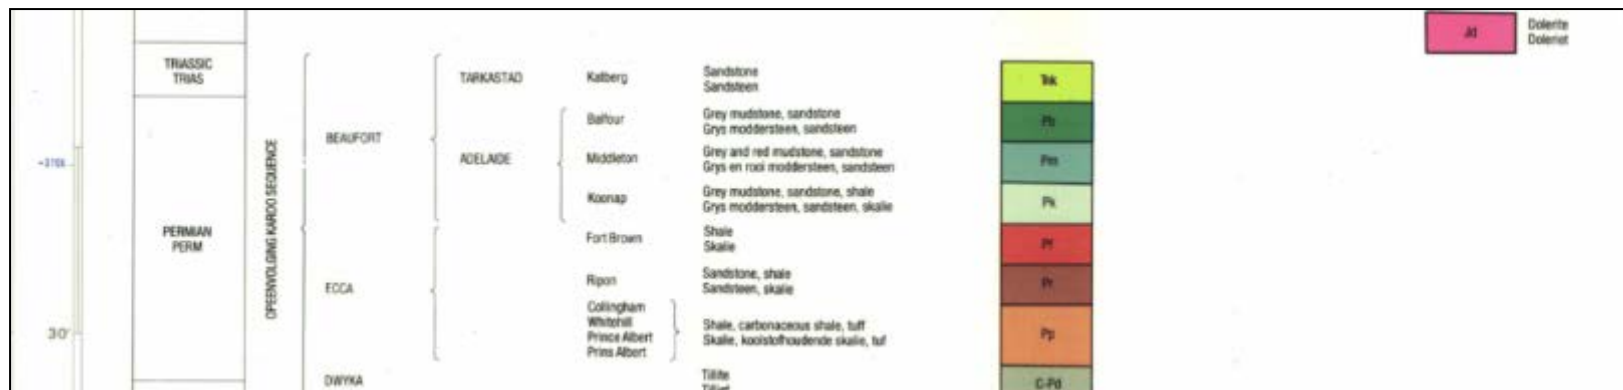 Jd
Dolerite
Doleriet
TRIASSIC
TRIAS
TARKASTAD
Katberg
Sandstone
Sandsteen
BEAUFORT
Balfour
Grey mudstone, sandstone
Grys moddersteen, sandsteen
Pb
ADELAIDE
Middleton
Grey and red mudstone, sandstone
Grys en rooi moddersteen, sandsteen
Pm
Koonap
Grey mudstone, sandstone, shale
Grys moddersteen, sandsteen, skalie
Pk
OPEENVOLGING KAROO SEQUENCE
PERMIAN
PERM
Fort Brown
Shale
Skalie
Pf
ECCA
Ripon
Sandstone, shale
Sandsteen, skalie
Pr
30'
Collingham
Whitehill
Prince Albert
Prins Albert
Shale, carbonaceous shale, tuff
Skalie, koolstofhoudende skalie, tuf
Pp
DWYKA
Tillite
Tilliet
C-Pd